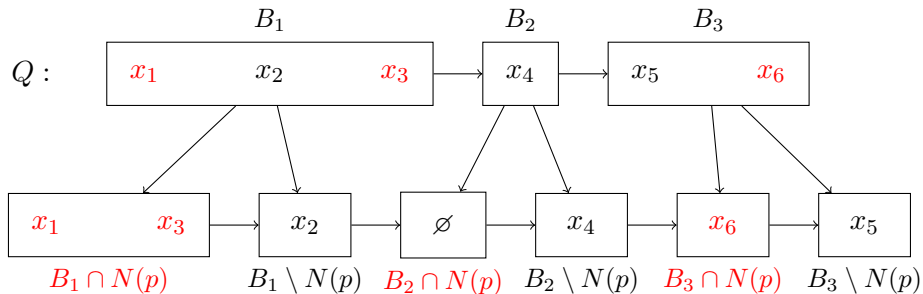 B₁ B₂ B₃
Q : x₁ x₂ x₃ x₄ x₅ x₆
x₁ x₃ x₂ ∅ x₄ x₆ x₅
B₁ ∩ N(p) B₁ \ N(p) B₂ ∩ N(p) B₂ \ N(p) B₃ ∩ N(p) B₃ \ N(p)